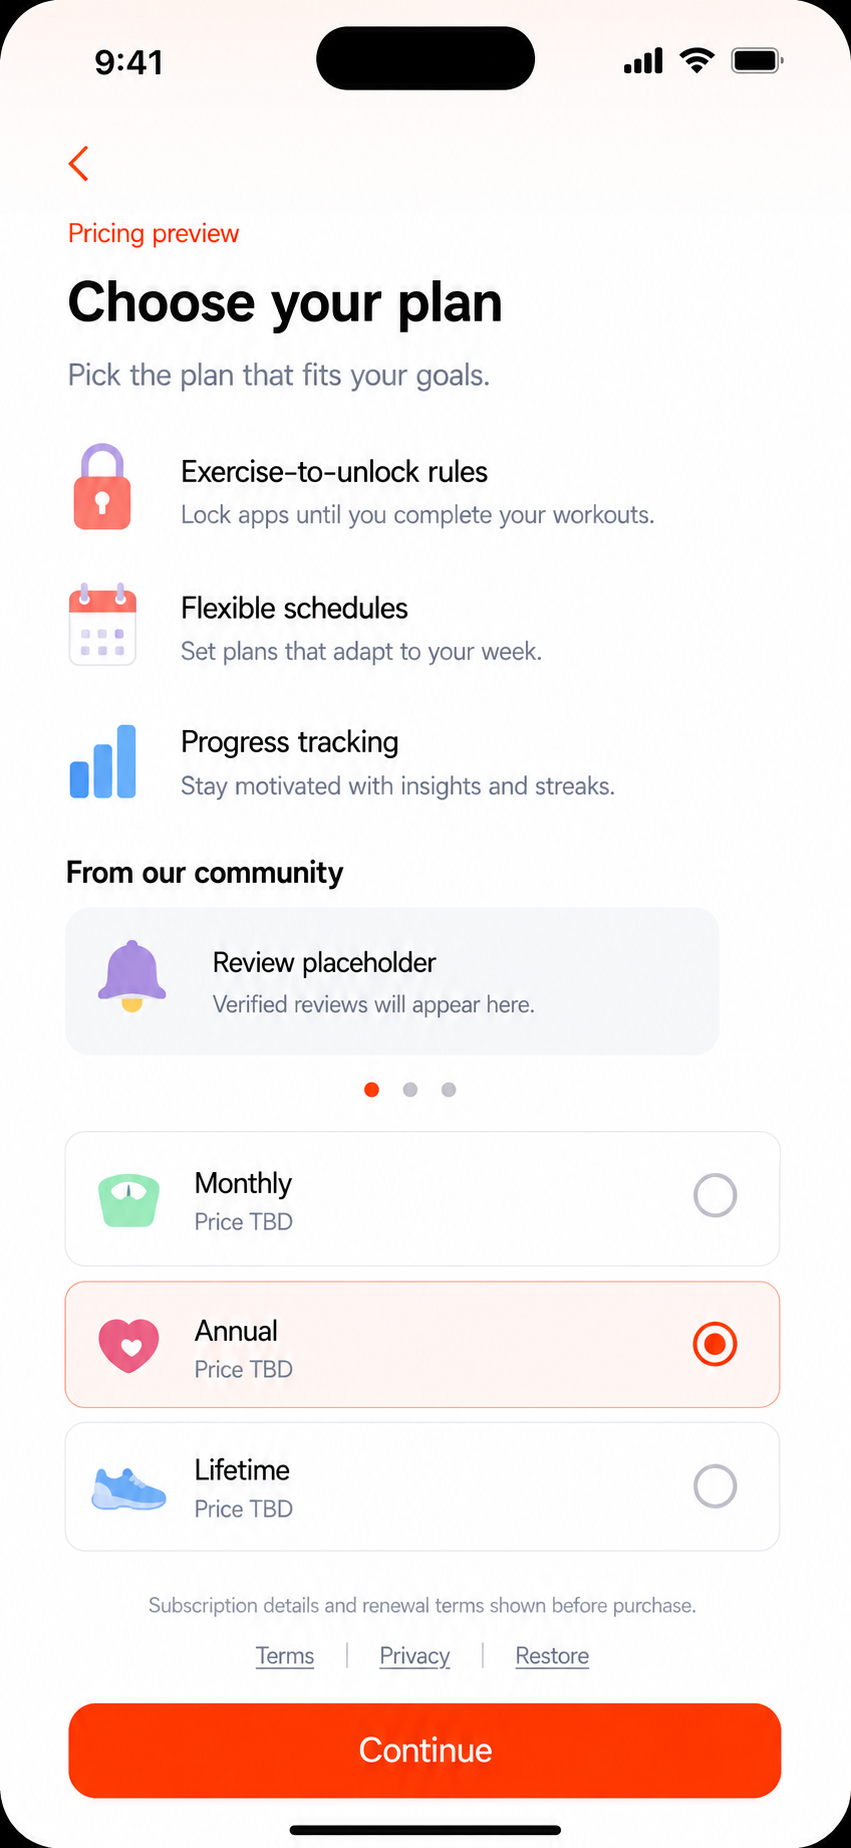 9:41
Pricing preview
Choose your plan
Pick the plan that fits your goals.
Exercise-to-unlock rules
Lock apps until you complete your workouts.
Flexible schedules
Set plans that adapt to your week.
Progress tracking
Stay motivated with insights and streaks.
From our community
Review placeholder
Verified reviews will appear here.
Monthly
Price TBD
Annual
Price TBD
Lifetime
Price TBD
Subscription details and renewal terms shown before purchase.
Terms | Privacy | Restore
Continue